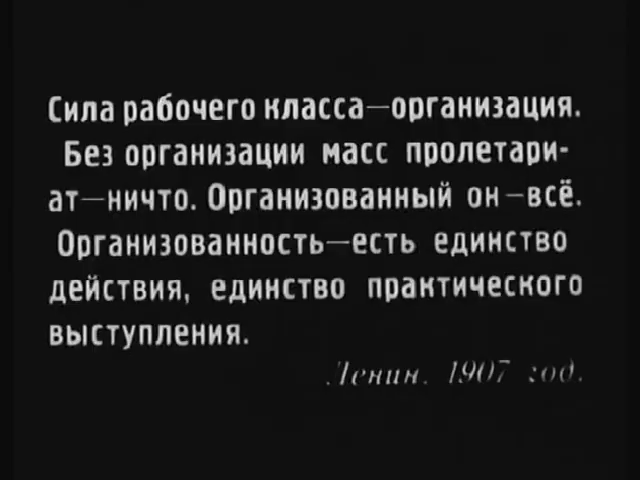 Сила рабочего класса—организация.
Без организации масс пролетари-
ат—ничто. Организованный он—всё.
Организованность—есть единство
действия, единство практического
выступления.
Ленин. 1907 год.